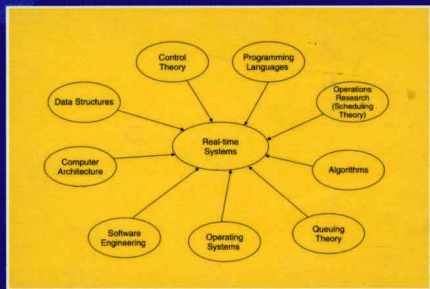 Control
Theory
Programming
Languages
Data Structures
Operations
Research
(Scheduling
Theory)
Real-time
Systems
Computer
Architecture
Algorithms
Software
Engineering
Operating
Systems
Queuing
Theory